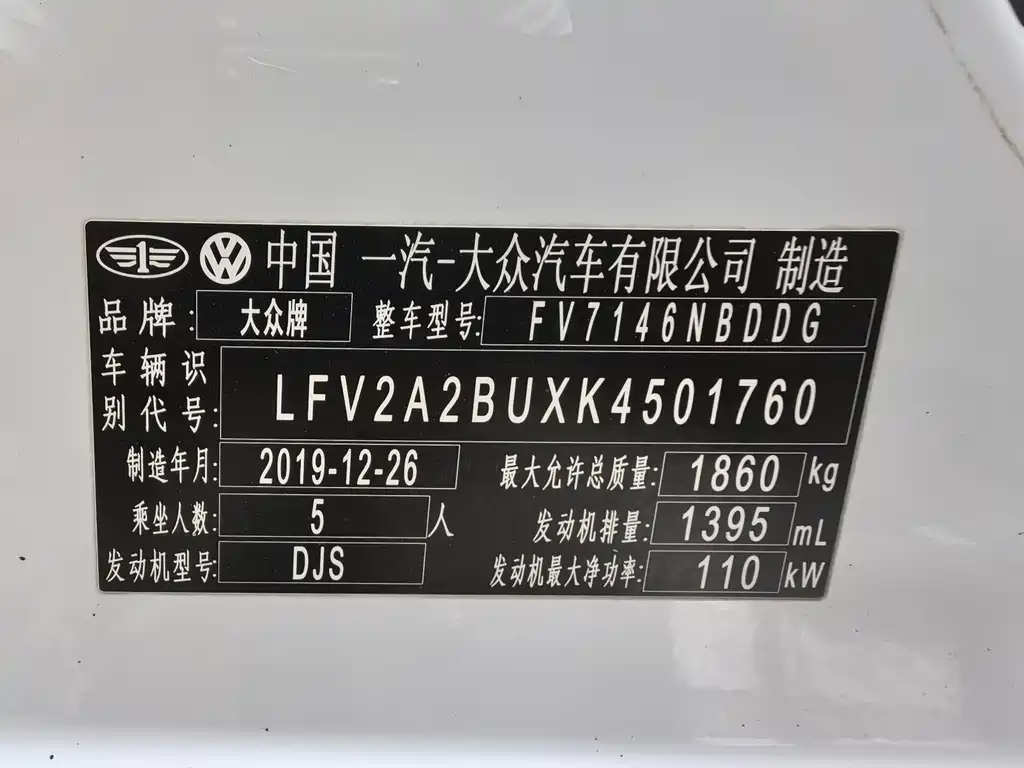 中国 一汽-大众汽车有限公司 制造
品牌: 大众牌 整车型号: FV7146NBDDG
车辆识别代号: LFV2A2BUXK4501760
制造年月: 2019-12-26 最大允许总质量: 1860 kg
乘坐人数: 5 人 发动机排量: 1395 mL
发动机型号: DJS 发动机最大净功率: 110 kW